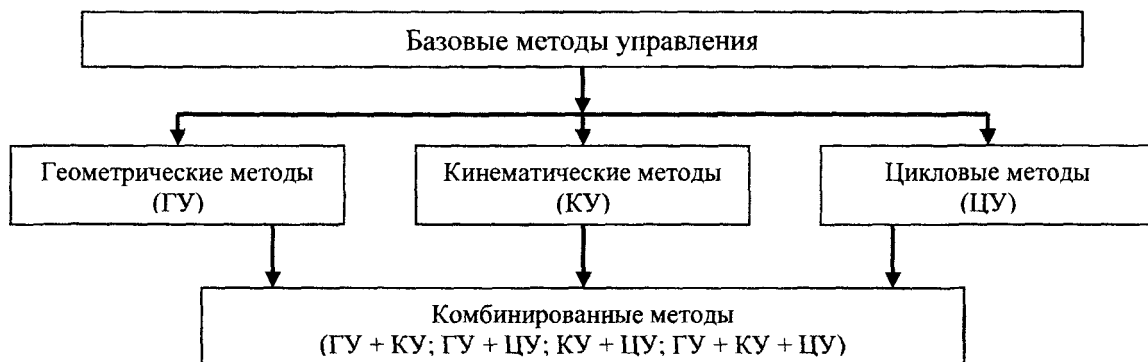 Базовые методы управления
Геометрические методы
(ГУ)
Кинематические методы
(КУ)
Цикловые методы
(ЦУ)
Комбинированные методы
(ГУ + КУ; ГУ + ЦУ; КУ + ЦУ; ГУ + КУ + ЦУ)